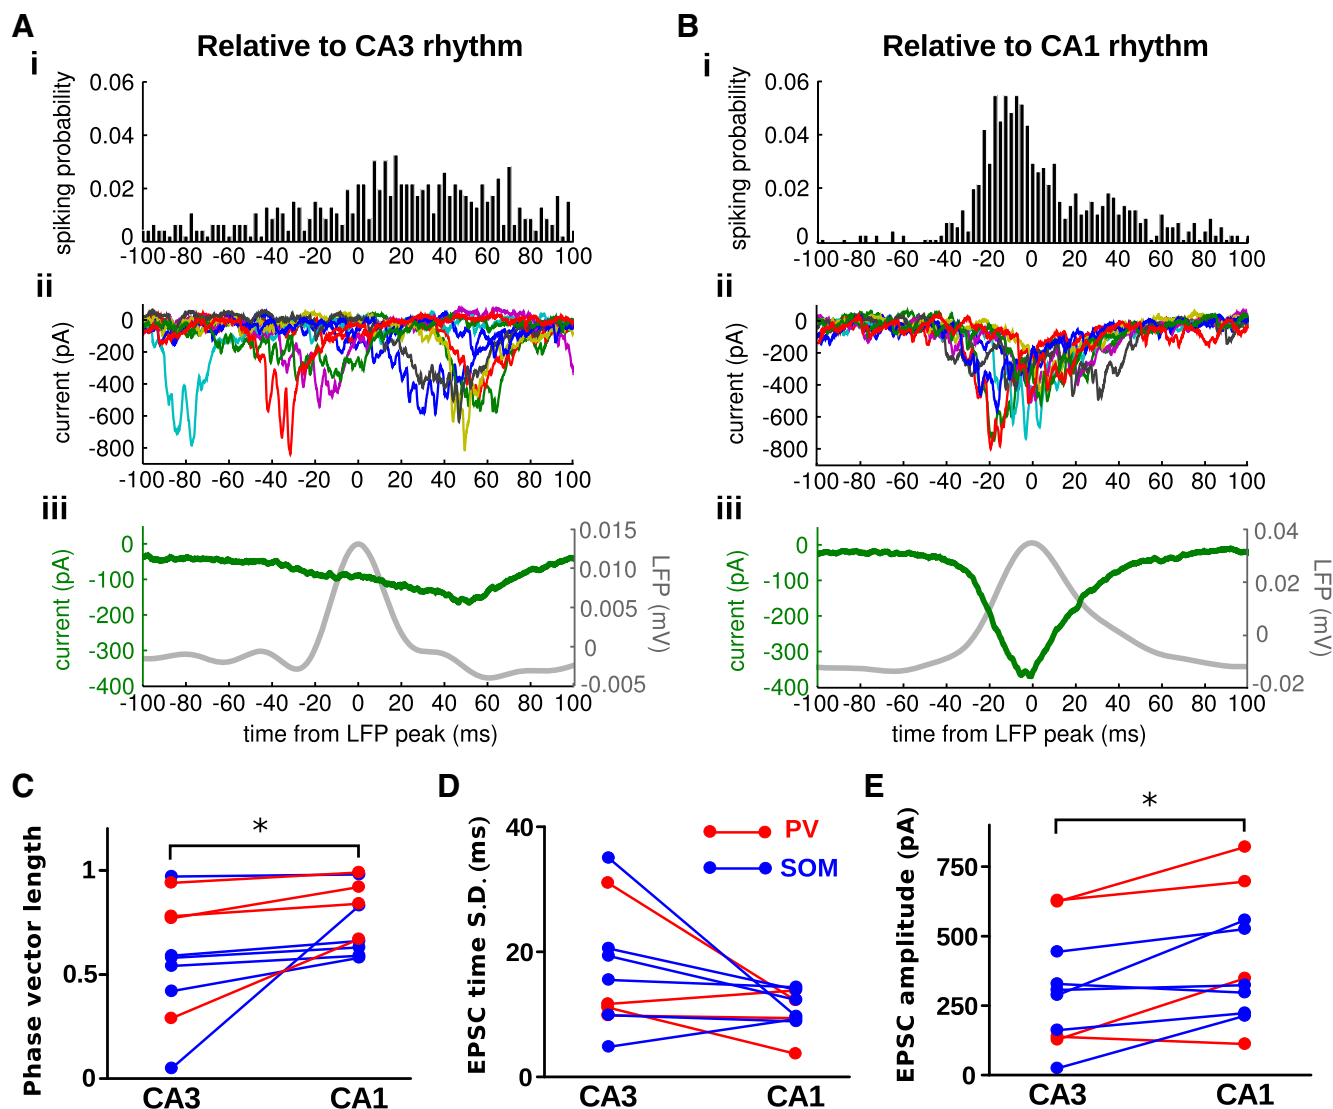 A
Relative to CA3 rhythm
i
spiking probability
0.06
0.04
0.02
0
-100 -80 -60 -40 -20 0 20 40 60 80 100
ii
current (pA)
0
-200
-400
-600
-800
-100 -80 -60 -40 -20 0 20 40 60 80 100
iii
current (pA)
0
-100
-200
-300
-400
0.015
0.010
0.005
0
-0.005
LFP (mV)
-100 -80 -60 -40 -20 0 20 40 60 80 100
time from LFP peak (ms)
B
Relative to CA1 rhythm
i
spiking probability
0.06
0.04
0.02
0
-100 -80 -60 -40 -20 0 20 40 60 80 100
ii
current (pA)
0
-200
-400
-600
-800
-100 -80 -60 -40 -20 0 20 40 60 80 100
iii
current (pA)
0
-100
-200
-300
-400
0.04
0.02
0
-0.02
LFP (mV)
-100 -80 -60 -40 -20 0 20 40 60 80 100
time from LFP peak (ms)
C
Phase vector length
1
0.5
0
*
CA3 CA1
D
EPSC time S.D. (ms)
40
20
0
PV
SOM
CA3 CA1
E
EPSC amplitude (pA)
750
500
250
0
*
CA3 CA1